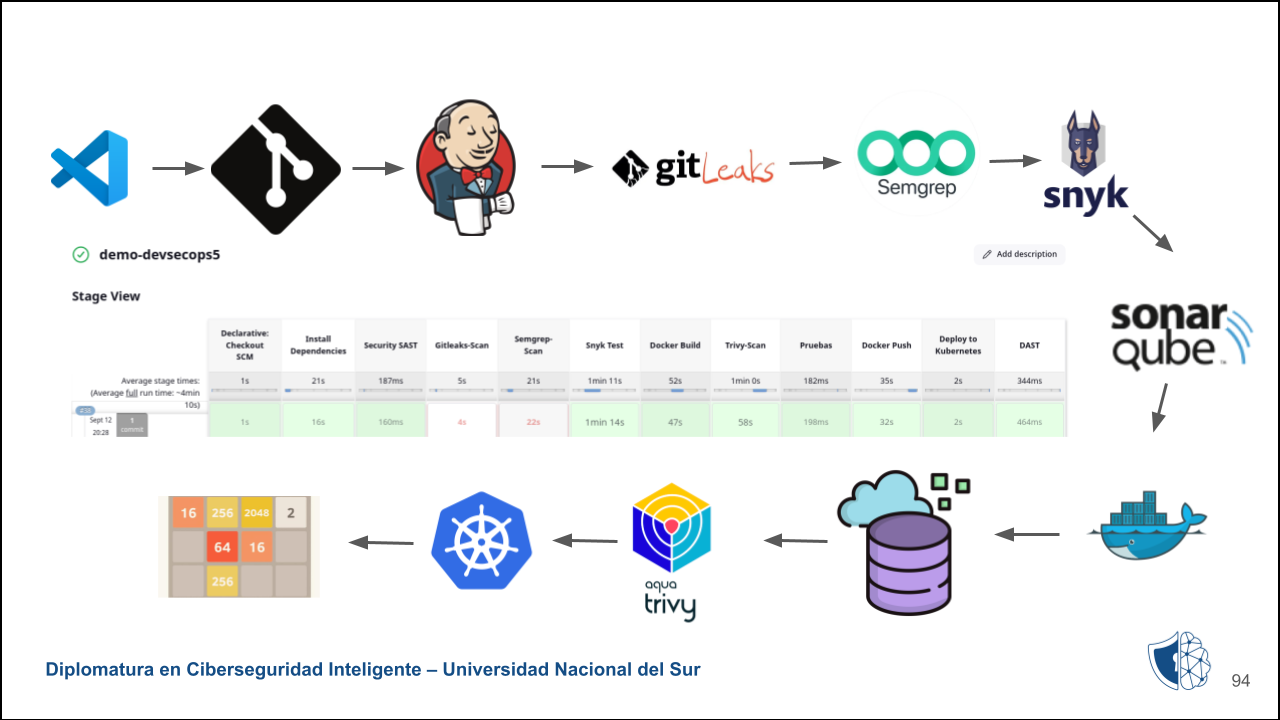 gitLeaks
Semgrep
snyk
demo-devsecops5
Add description
Stage View
sonar
qube
Declarative:
Checkout
SCM
Install
Dependencies
Security SAST
Gitleaks-Scan
Semgrep-
Scan
Snyk Test
Docker Build
Trivy-Scan
Pruebas
Docker Push
Deploy to
Kubernetes
DAST
Average stage times:
(Average full run time: ~4min
10s)
1s 21s 187ms 5s 21s 1min 11s 52s 1min 0s 182ms 35s 2s 344ms
Sept 12
20:28
1
commit
1s 16s 160ms 4s 22s 1min 14s 47s 58s 198ms 32s 2s 464ms
16 256 2048 2
64 16
256
aqua
trivy
Diplomatura en Ciberseguridad Inteligente – Universidad Nacional del Sur
94